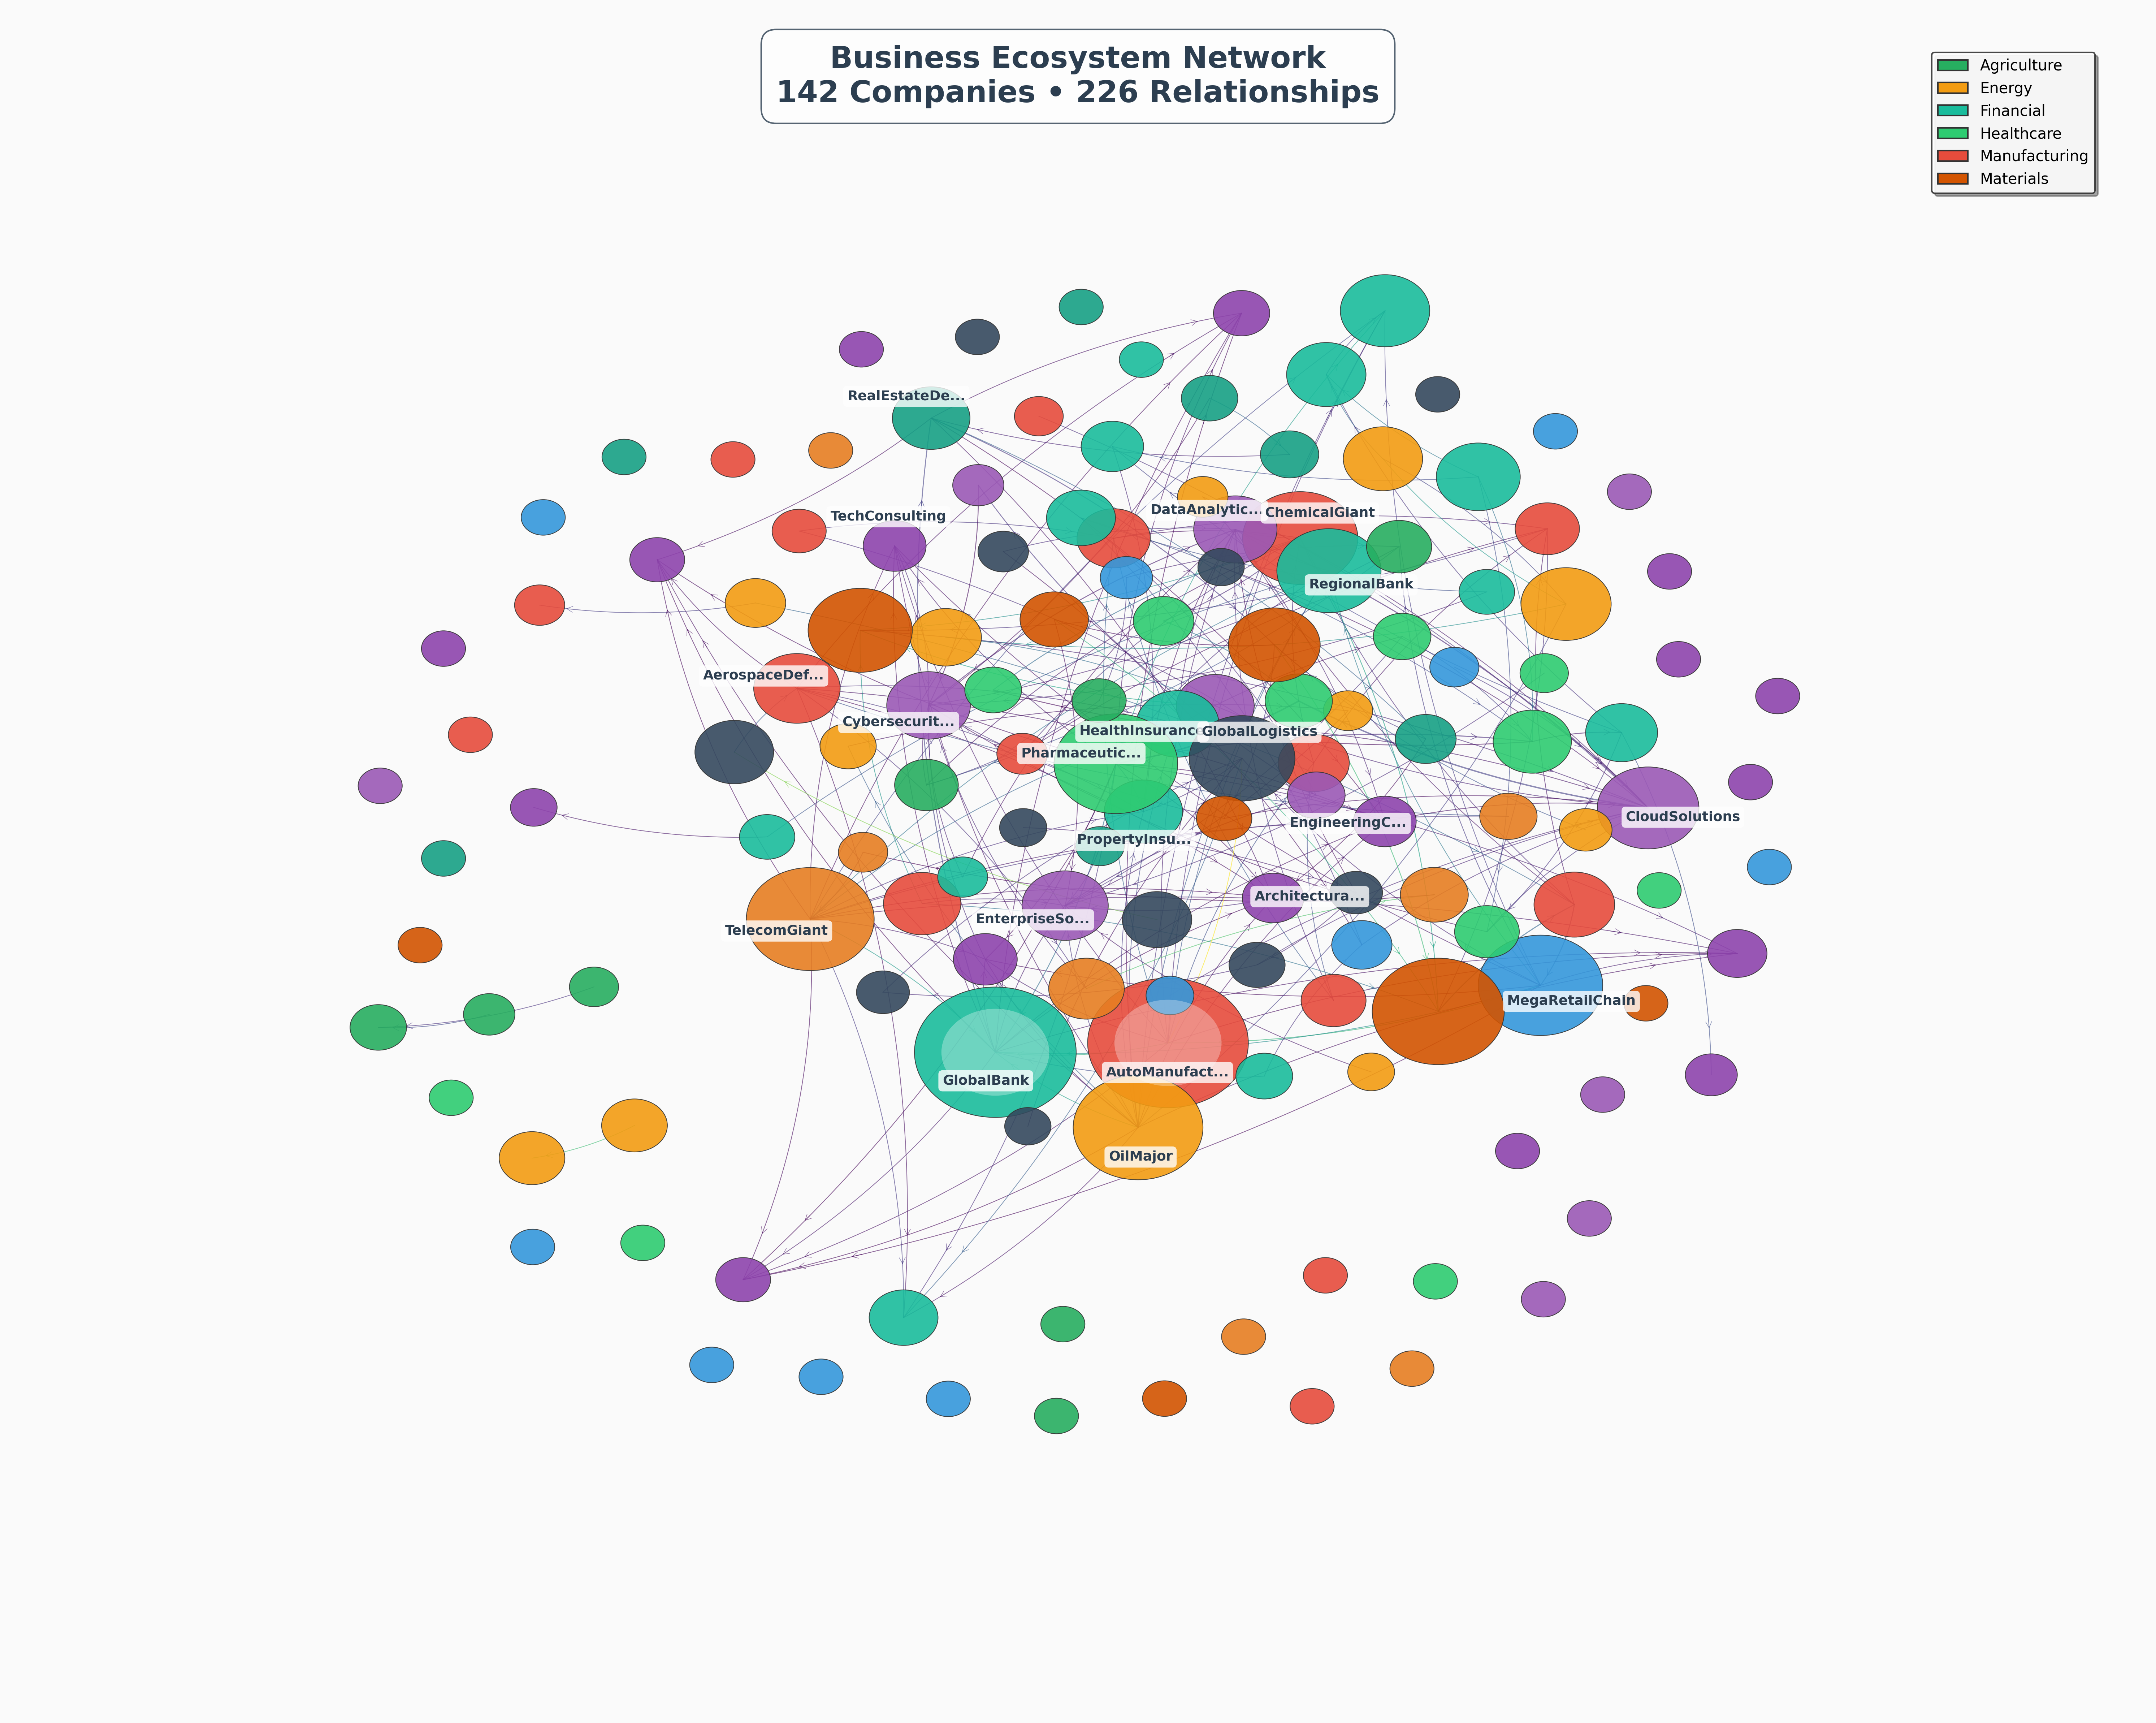 Business Ecosystem Network
142 Companies • 226 Relationships
Agriculture
Energy
Financial
Healthcare
Manufacturing
Materials
RealEstateDe...
TechConsulting
DataAnalytic...
ChemicalGiant
RegionalBank
AerospaceDef...
Cybersecurit...
HealthInsurance
GlobalLogistics
Pharmaceutic...
CloudSolutions
EngineeringC...
PropertyInsu...
Architectura...
EnterpriseSo...
TelecomGiant
MegaRetailChain
AutoManufact...
GlobalBank
OilMajor